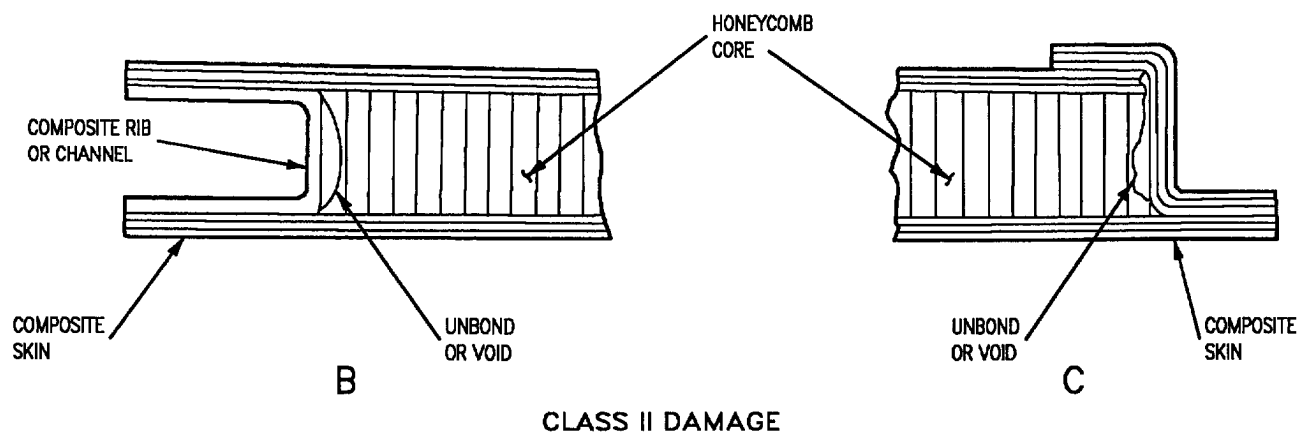 HONEYCOMB
CORE
COMPOSITE RIB
OR CHANNEL
COMPOSITE
SKIN
UNBOND
OR VOID
UNBOND
OR VOID
COMPOSITE
SKIN
B
C
CLASS II DAMAGE